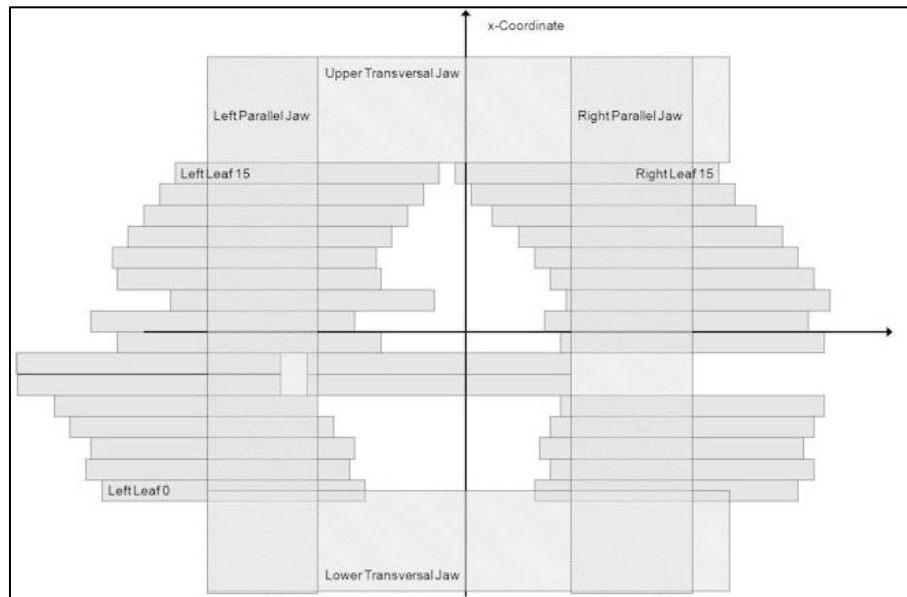 x-Coordinate
Upper Transversal Jaw
Left Parallel Jaw
Right Parallel Jaw
Left Leaf 15
Right Leaf 15
Left Leaf 0
Lower Transversal Jaw